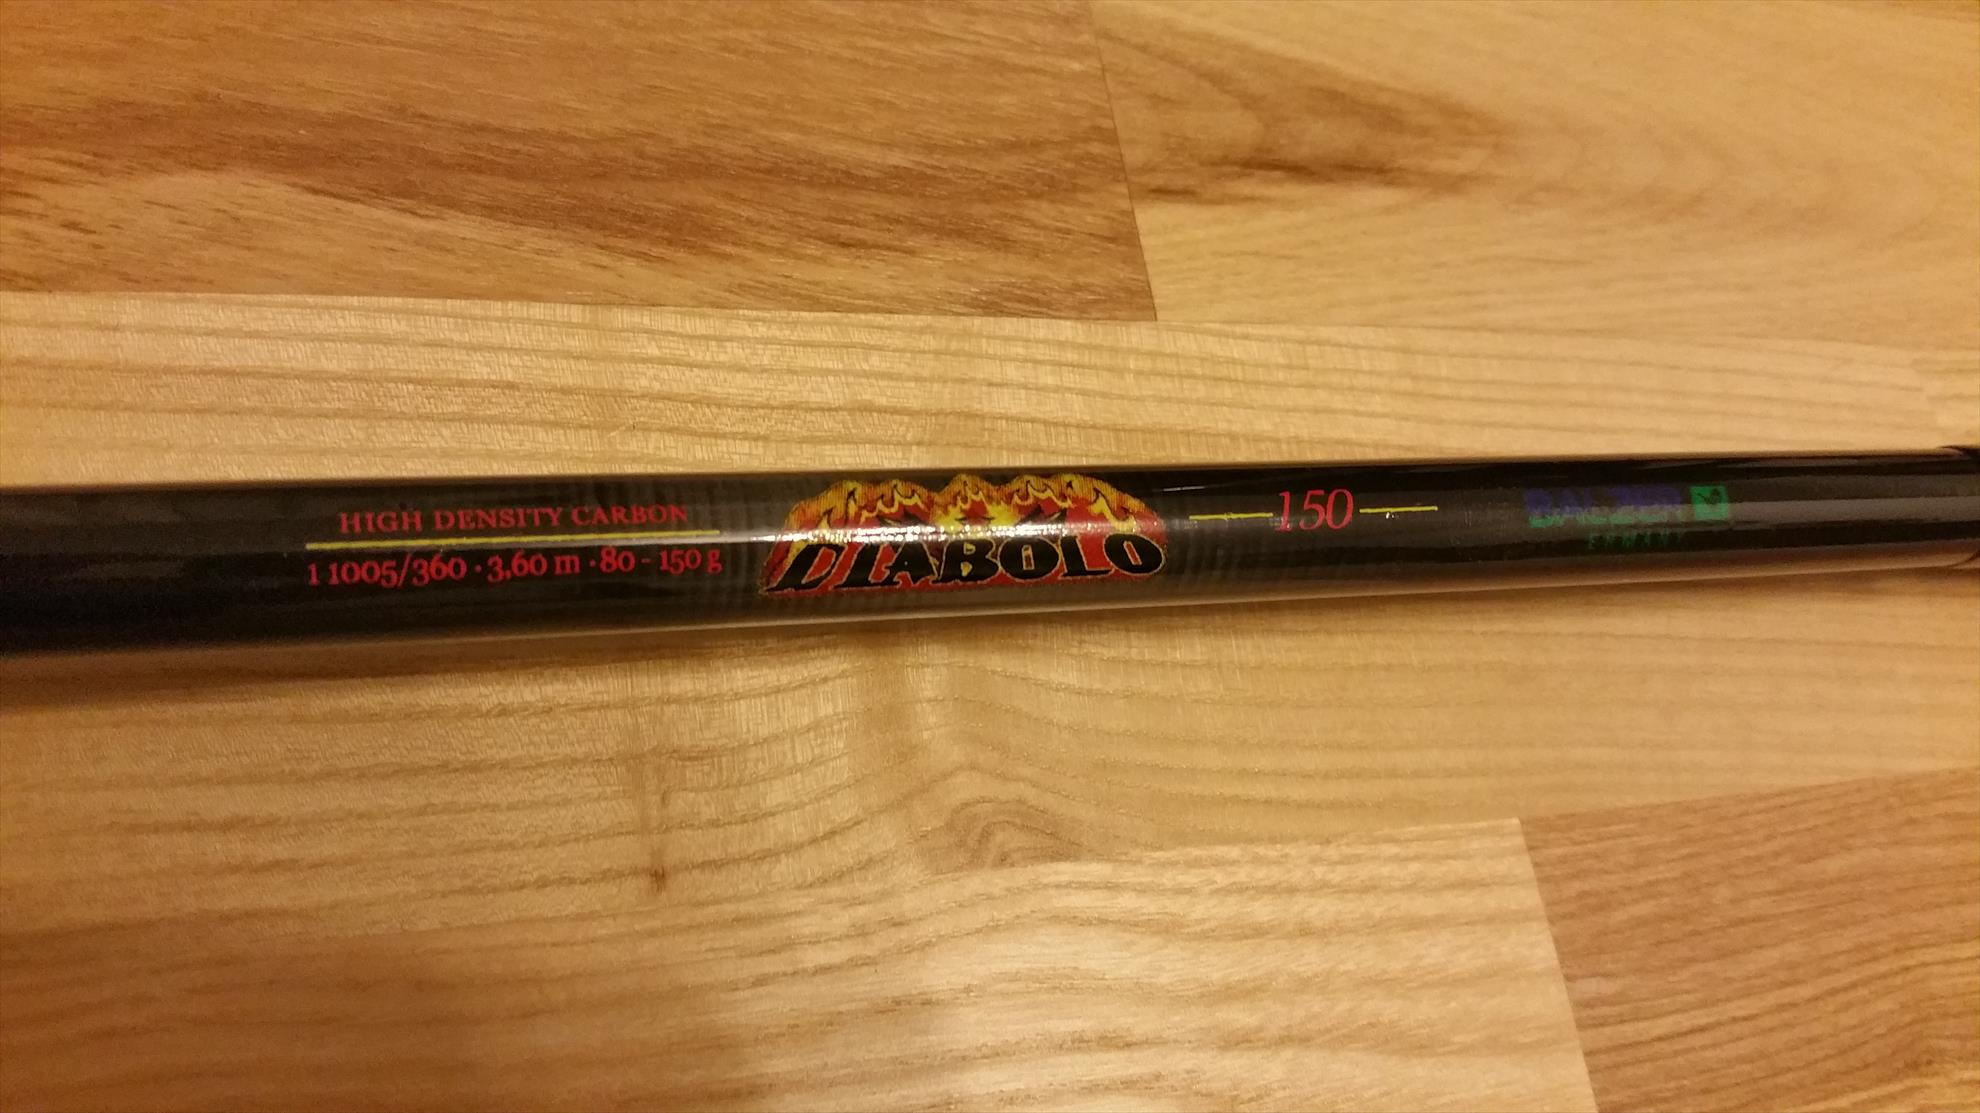 HIGH DENSITY CARBON
1 1005/360 · 3,60 m · 80 - 150 g
DIABOLO
150
BALZER